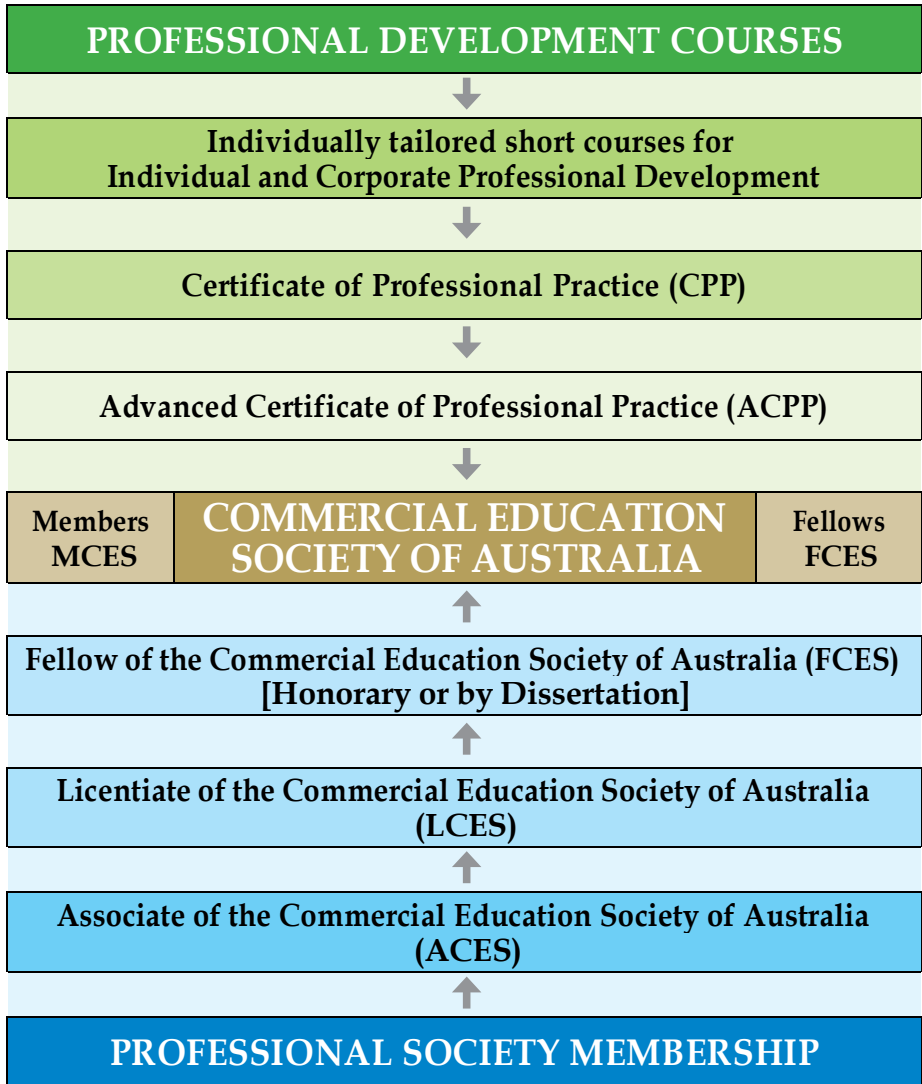 PROFESSIONAL DEVELOPMENT COURSES
Individually tailored short courses for
Individual and Corporate Professional Development
Certificate of Professional Practice (CPP)
Advanced Certificate of Professional Practice (ACPP)
Members
MCES
COMMERCIAL EDUCATION
SOCIETY OF AUSTRALIA
Fellows
FCES
Fellow of the Commercial Education Society of Australia (FCES)
[Honorary or by Dissertation]
Licentiate of the Commercial Education Society of Australia
(LCES)
Associate of the Commercial Education Society of Australia
(ACES)
PROFESSIONAL SOCIETY MEMBERSHIP